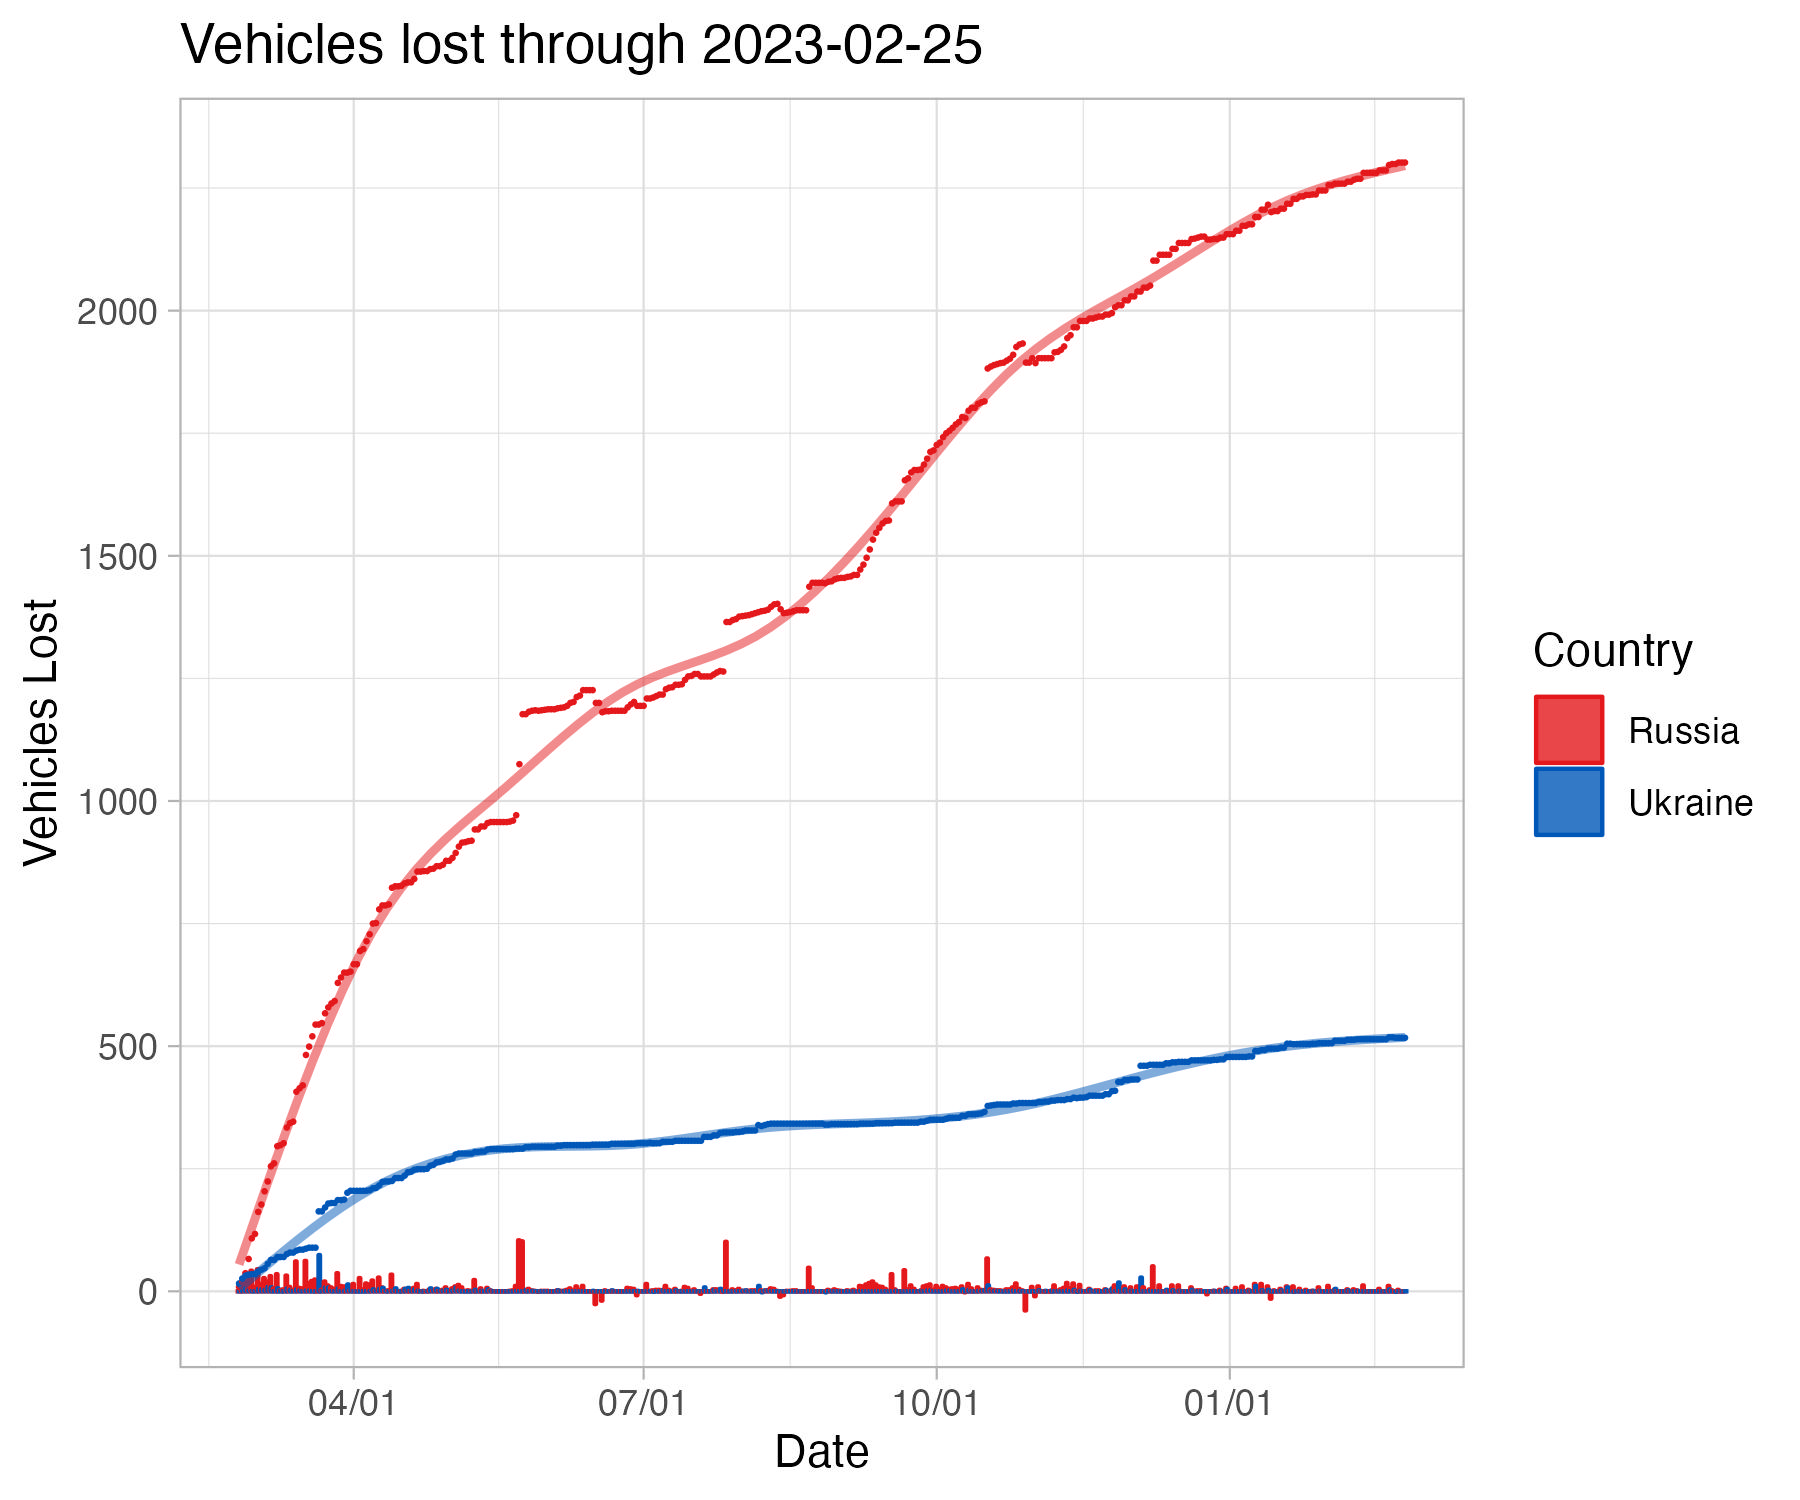 Vehicles lost through 2023-02-25
Vehicles Lost
2000
1500
1000
500
0
04/01
07/01
10/01
01/01
Date
Country
Russia
Ukraine